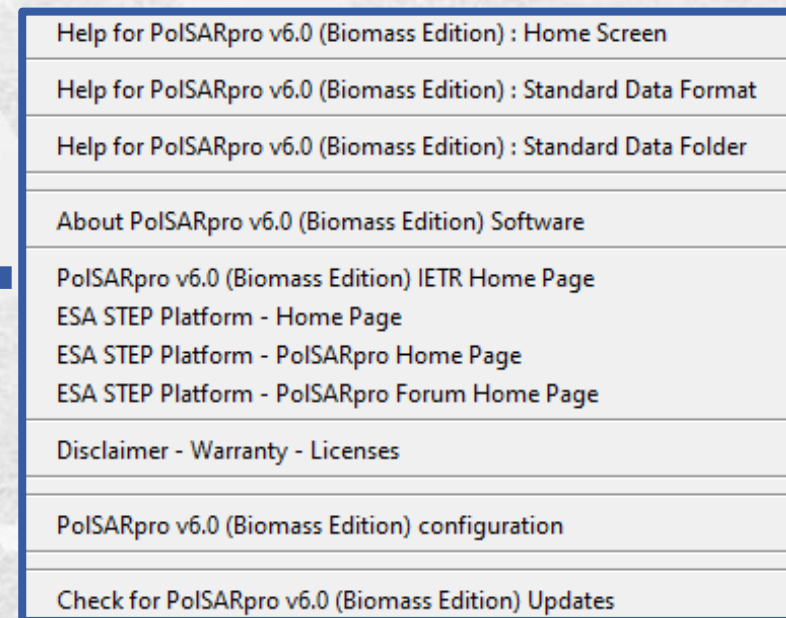 Help for PolSARpro v6.0 (Biomass Edition) : Home Screen
Help for PolSARpro v6.0 (Biomass Edition) : Standard Data Format
Help for PolSARpro v6.0 (Biomass Edition) : Standard Data Folder
About PolSARpro v6.0 (Biomass Edition) Software
PolSARpro v6.0 (Biomass Edition) IETR Home Page
ESA STEP Platform - Home Page
ESA STEP Platform - PolSARpro Home Page
ESA STEP Platform - PolSARpro Forum Home Page
Disclaimer - Warranty - Licenses
PolSARpro v6.0 (Biomass Edition) configuration
Check for PolSARpro v6.0 (Biomass Edition) Updates